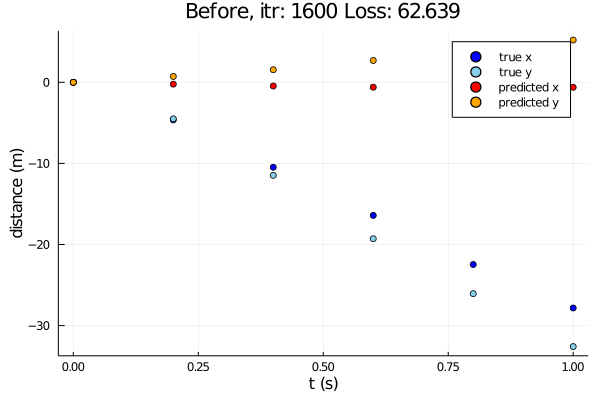 Before, itr: 1600 Loss: 62.639
true x
true y
predicted x
predicted y
distance (m)
0
−10
−20
−30
0.00
0.25
0.50
0.75
1.00
t (s)